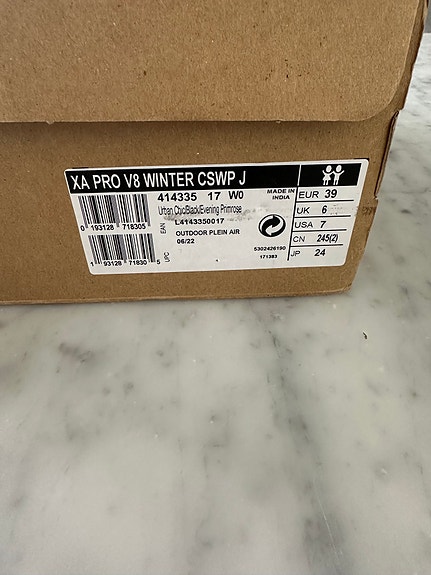 XA PRO V8 WINTER CSWP J
414335 17 W0
Urban Chic/Black/Evening Primrose
L4143350017
OUTDOOR PLEIN AIR
06/22
MADE IN
INDIA
5302426190
171383
0 193128 718305
EAN
1 93128 71830 5
UPC
EUR 39
UK 6
USA 7
CN 245(2)
JP 24